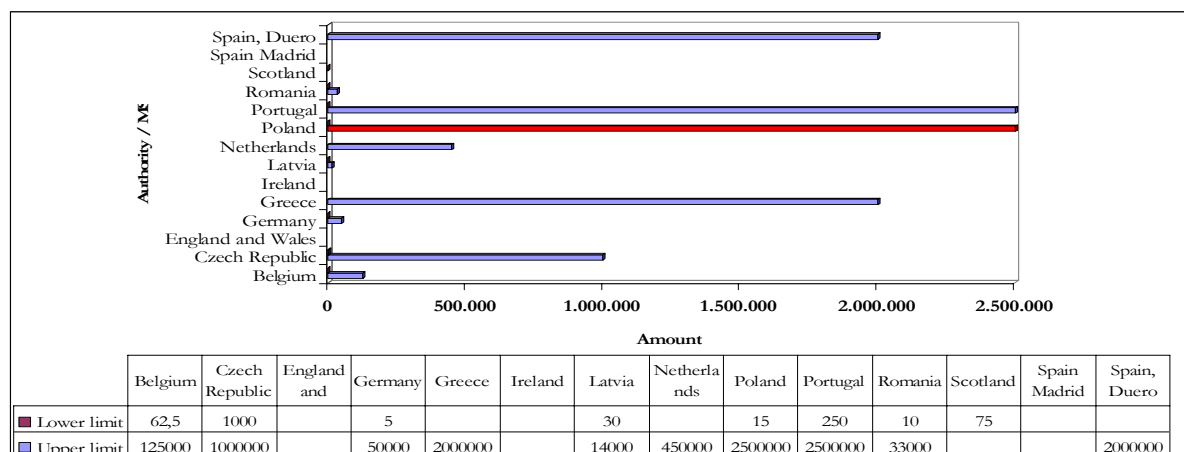 Spain, Duero
Spain Madrid
Scotland
Romania
Portugal
Poland
Netherlands
Latvia
Ireland
Greece
Germany
England and Wales
Czech Republic
Belgium
Authority / Ms
0 500.000 1.000.000 1.500.000 2.000.000 2.500.000
Amount
Belgium Czech Republic England and Germany Greece Ireland Latvia Netherla nds Poland Portugal Romania Scotland Spain Madrid Spain, Duero
Lower limit 62,5 1000 5 30 15 250 10 75
Upper limit 125000 1000000 50000 2000000 14000 450000 2500000 2500000 33000 2000000